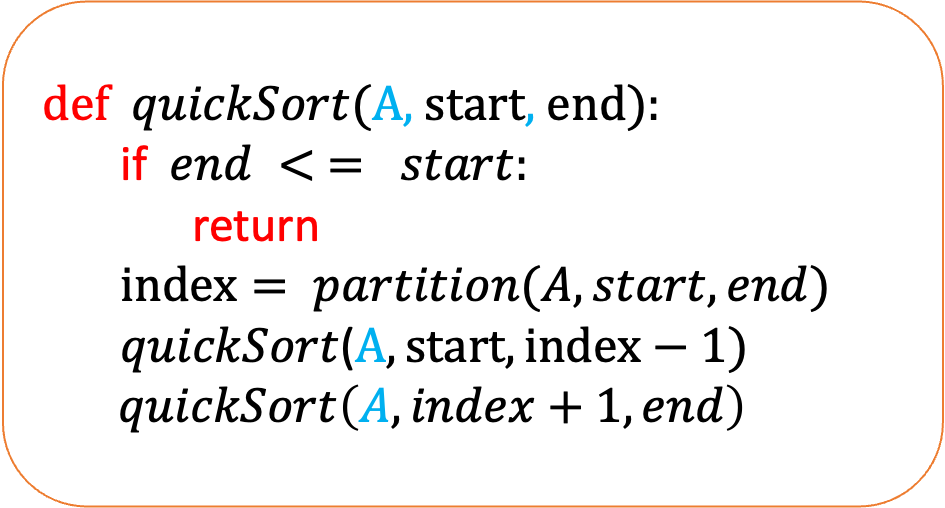 def quickSort(A, start, end):
if end <= start:
return
index = partition(A, start, end)
quickSort(A, start, index − 1)
quickSort(A, index + 1, end)